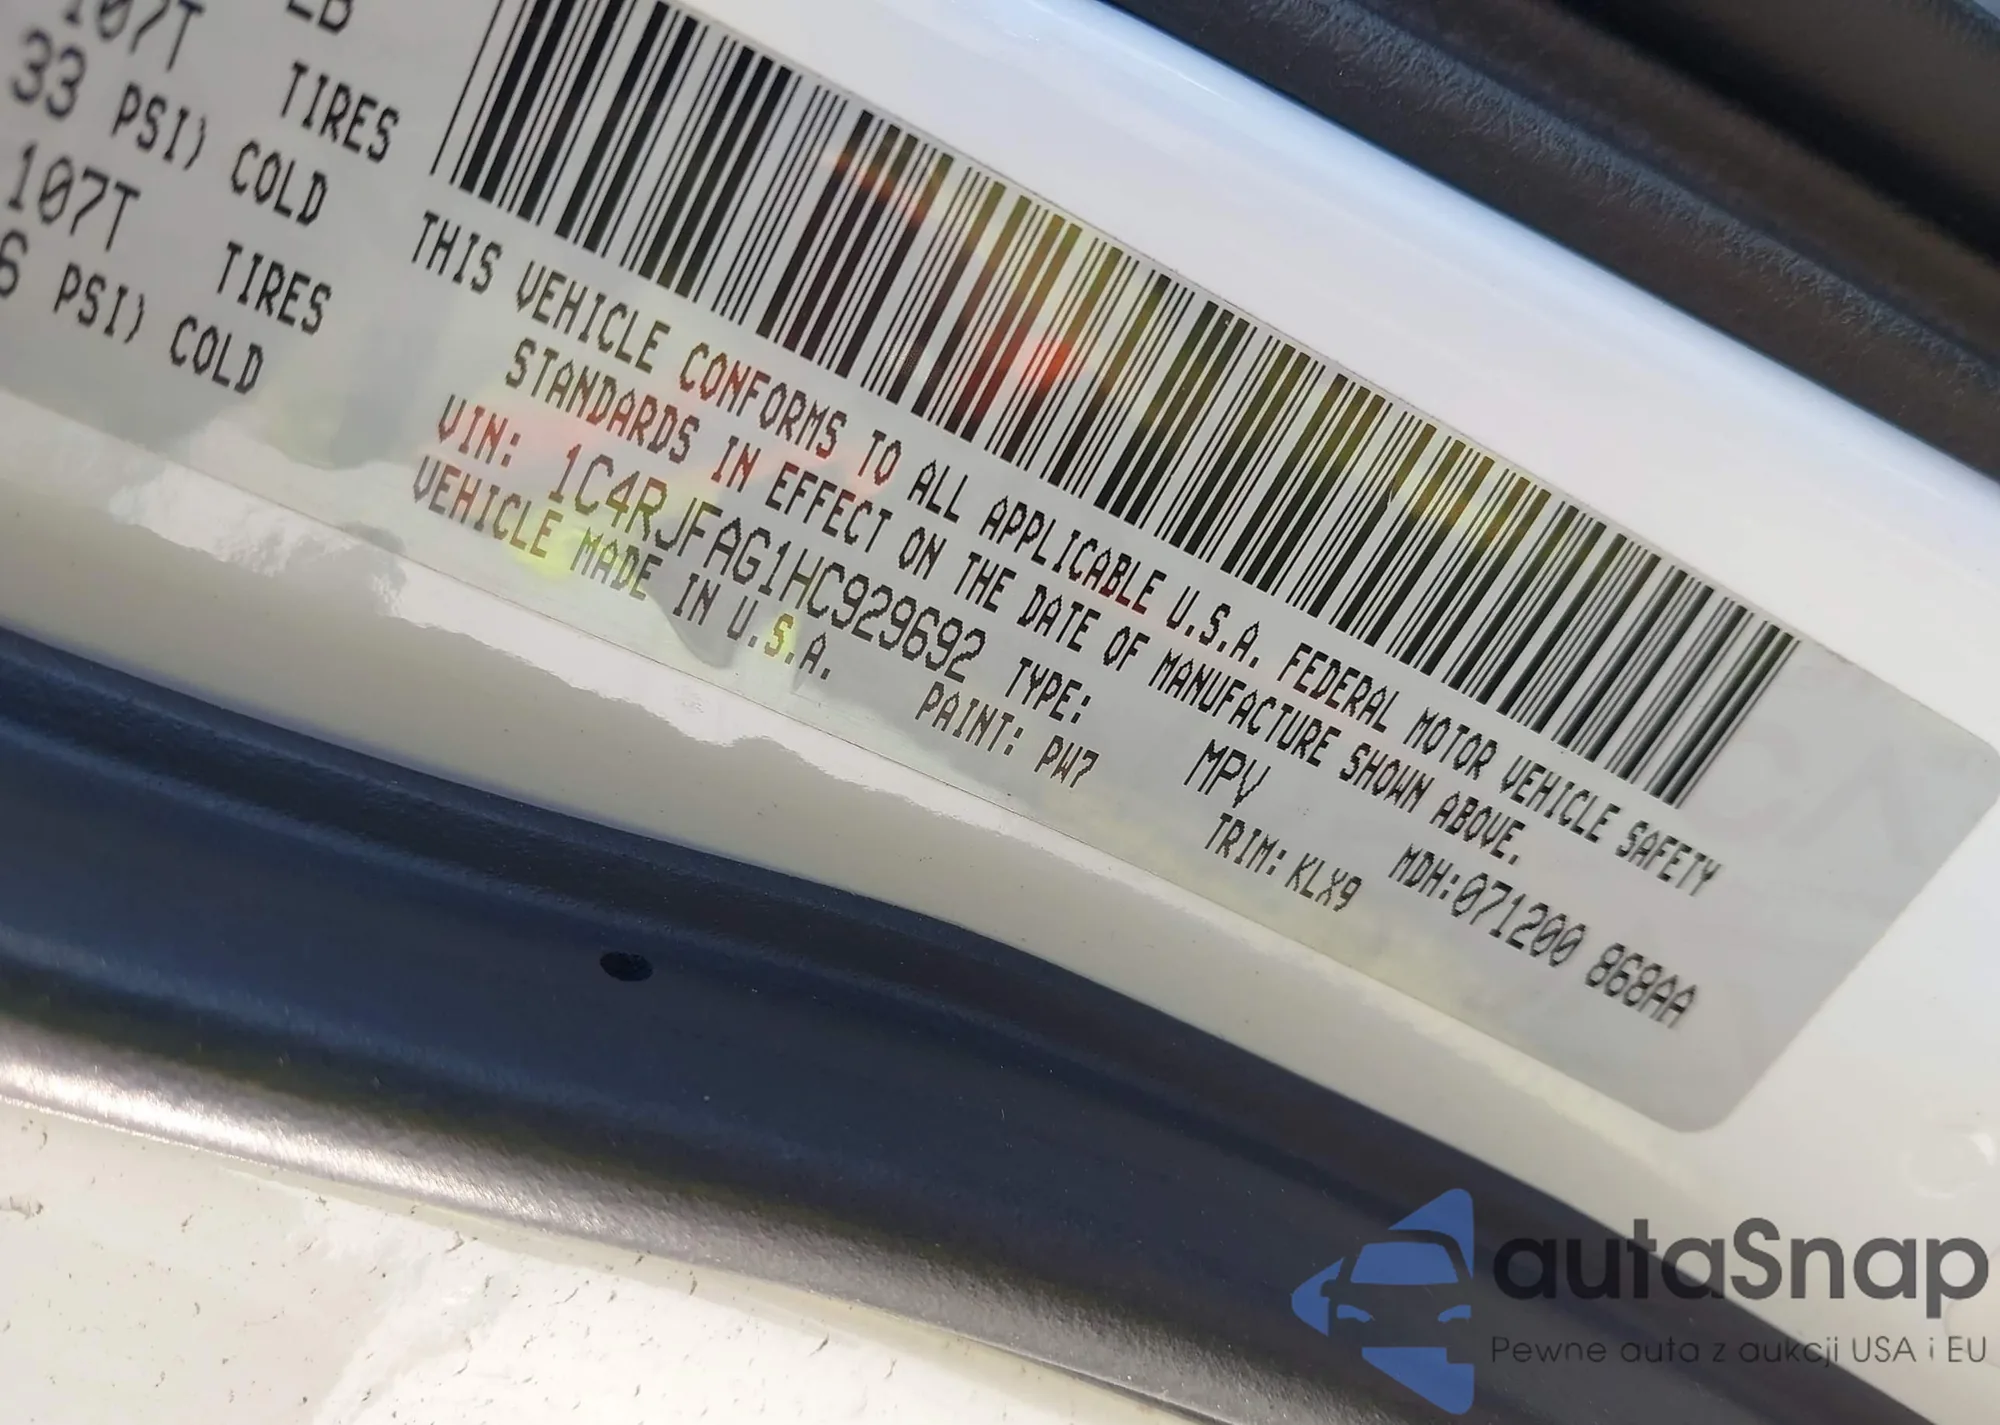 107T LB
33 PSI) TIRES
107T COLD
6 PSI) TIRES
COLD
THIS VEHICLE CONFORMS TO ALL APPLICABLE U.S.A. FEDERAL MOTOR VEHICLE SAFETY
STANDARDS IN EFFECT ON THE DATE OF MANUFACTURE SHOWN ABOVE.
VIN: 1C4RJFAG1HC929692 TYPE: MPV MDH:071200 868AA
VEHICLE MADE IN U.S.A. PAINT: PW7 TRIM: KLX9
autaSnap
Pewne auta z aukcji USA i EU